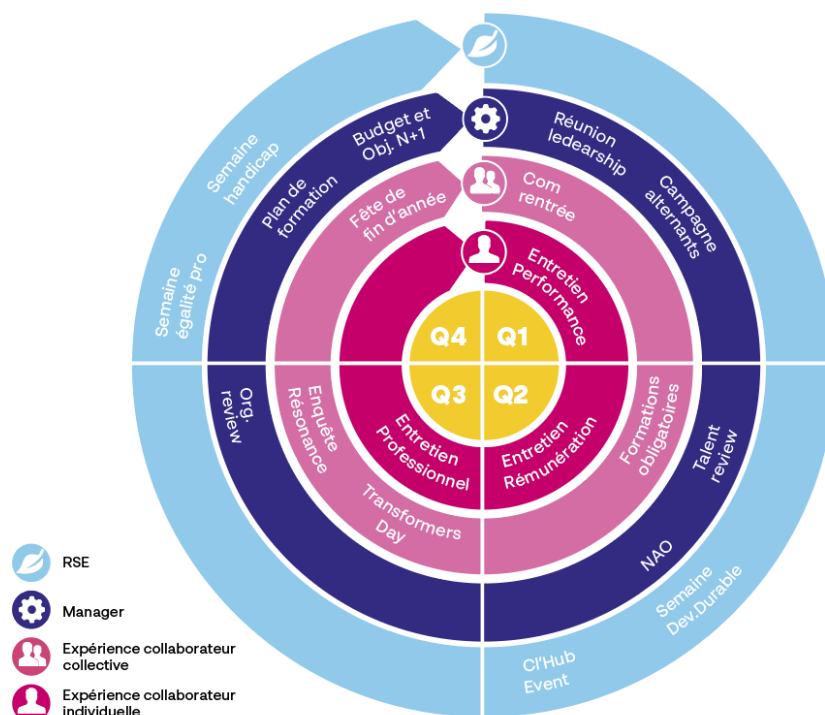 Semaine
handicap
Semaine
égalité pro
Budget et
Obj. N+1
Plan de
formation
Fête de
fin d'année
Réunion
ledearship
Campagne
alternants
Com
rentrée
Entretien
Performance
Q4
Q1
Q3
Q2
Org.
review
Enquête
Résonance
Transformers
Day
Entretien
Professionnel
Entretien
Rémunération
Formations
obligatoires
Talent
review
NAO
Semaine
Dev.Durable
Cl'Hub
Event
RSE
Manager
Expérience collaborateur
collective
Expérience collaborateur
individuelle